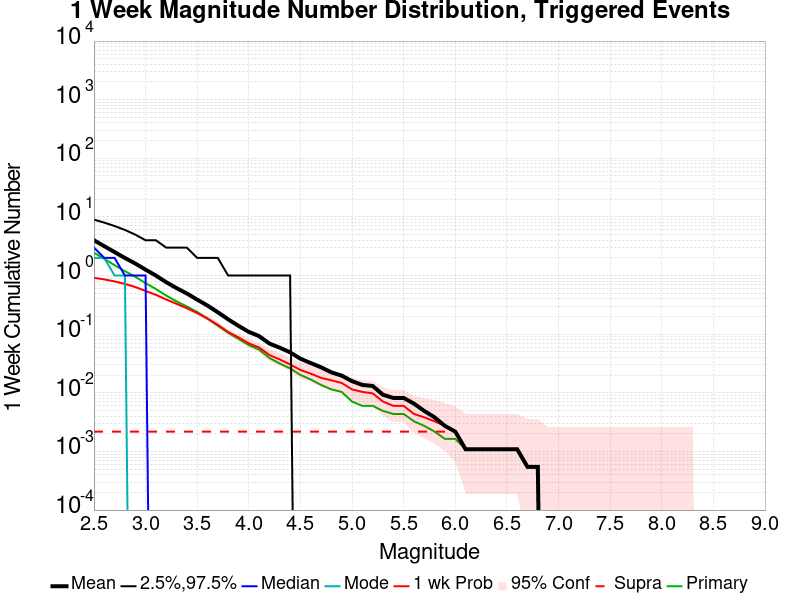 1 Week Magnitude Number Distribution, Triggered Events
10 4
10 3
10 2
10 1
10 0
10 -1
10 -2
10 -3
10 -4
1 Week Cumulative Number
2.5 3.0 3.5 4.0 4.5 5.0 5.5 6.0 6.5 7.0 7.5 8.0 8.5 9.0
Magnitude
Mean 2.5%,97.5% Median Mode 1 wk Prob 95% Conf Supra Primary